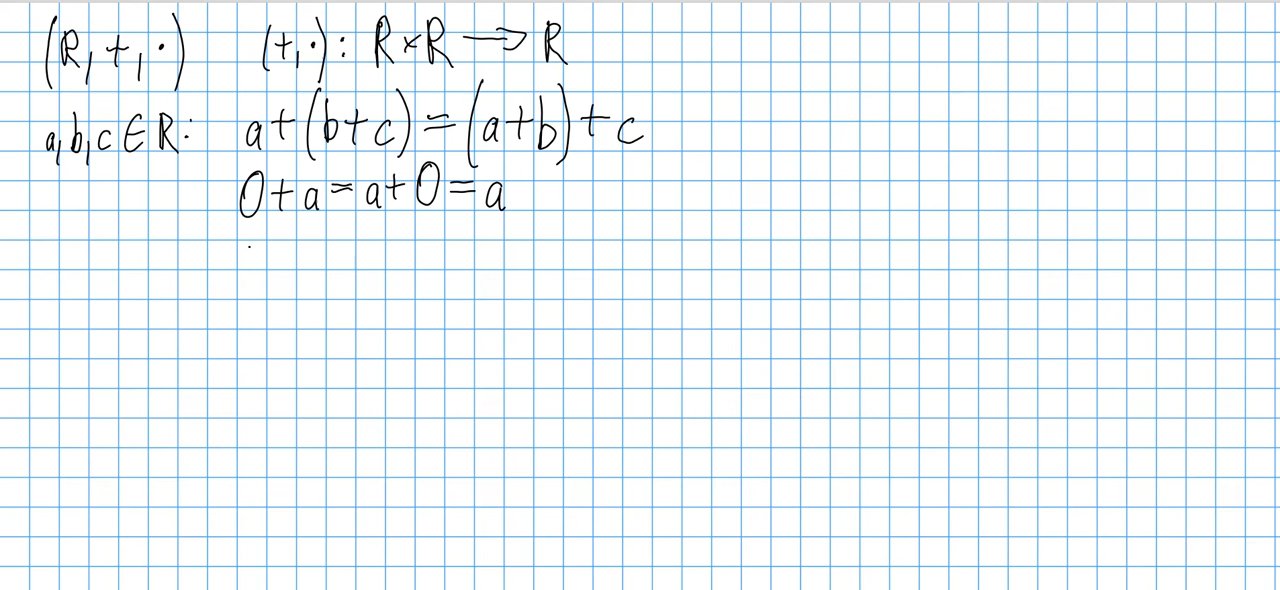 (R, +, ·) (+, ·): R×R → R
a, b, c ∈ R: a+(b+c)=(a+b)+c
0+a=a+0=a